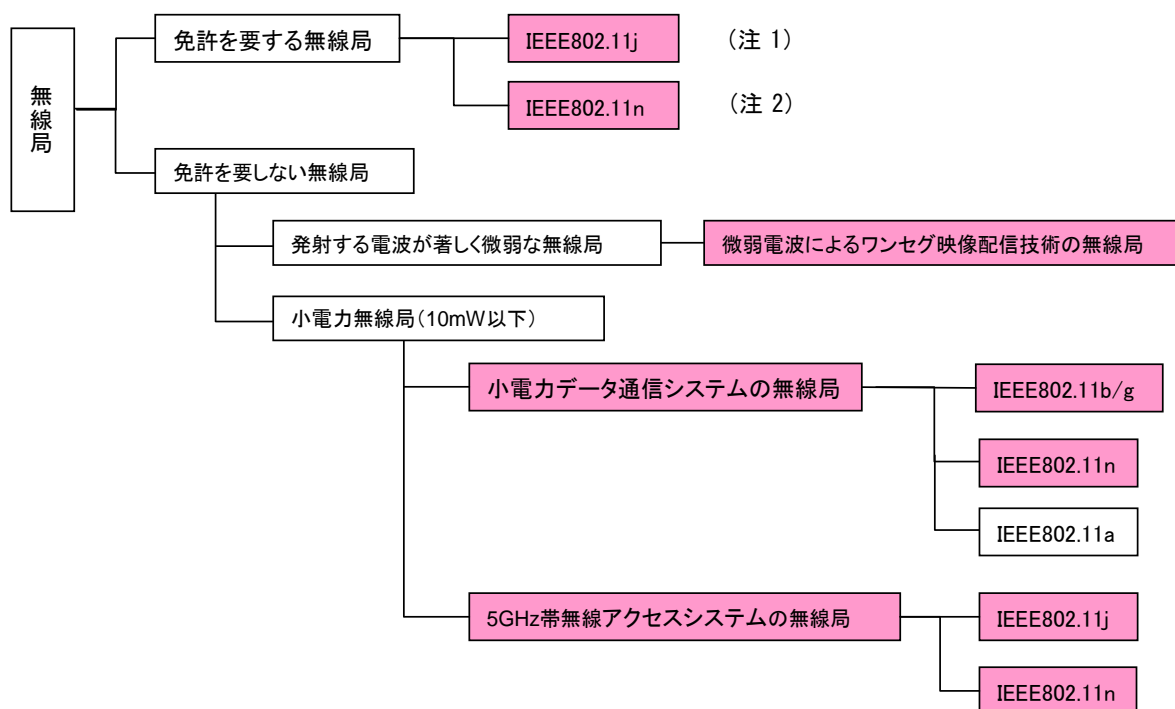 無線局
免許を要する無線局
IEEE802.11j
(注 1)
IEEE802.11n
(注 2)
免許を要しない無線局
発射する電波が著しく微弱な無線局
微弱電波によるワンセグ映像配信技術の無線局
小電力無線局(10mW以下)
小電力データ通信システムの無線局
IEEE802.11b/g
IEEE802.11n
IEEE802.11a
5GHz帯無線アクセスシステムの無線局
IEEE802.11j
IEEE802.11n